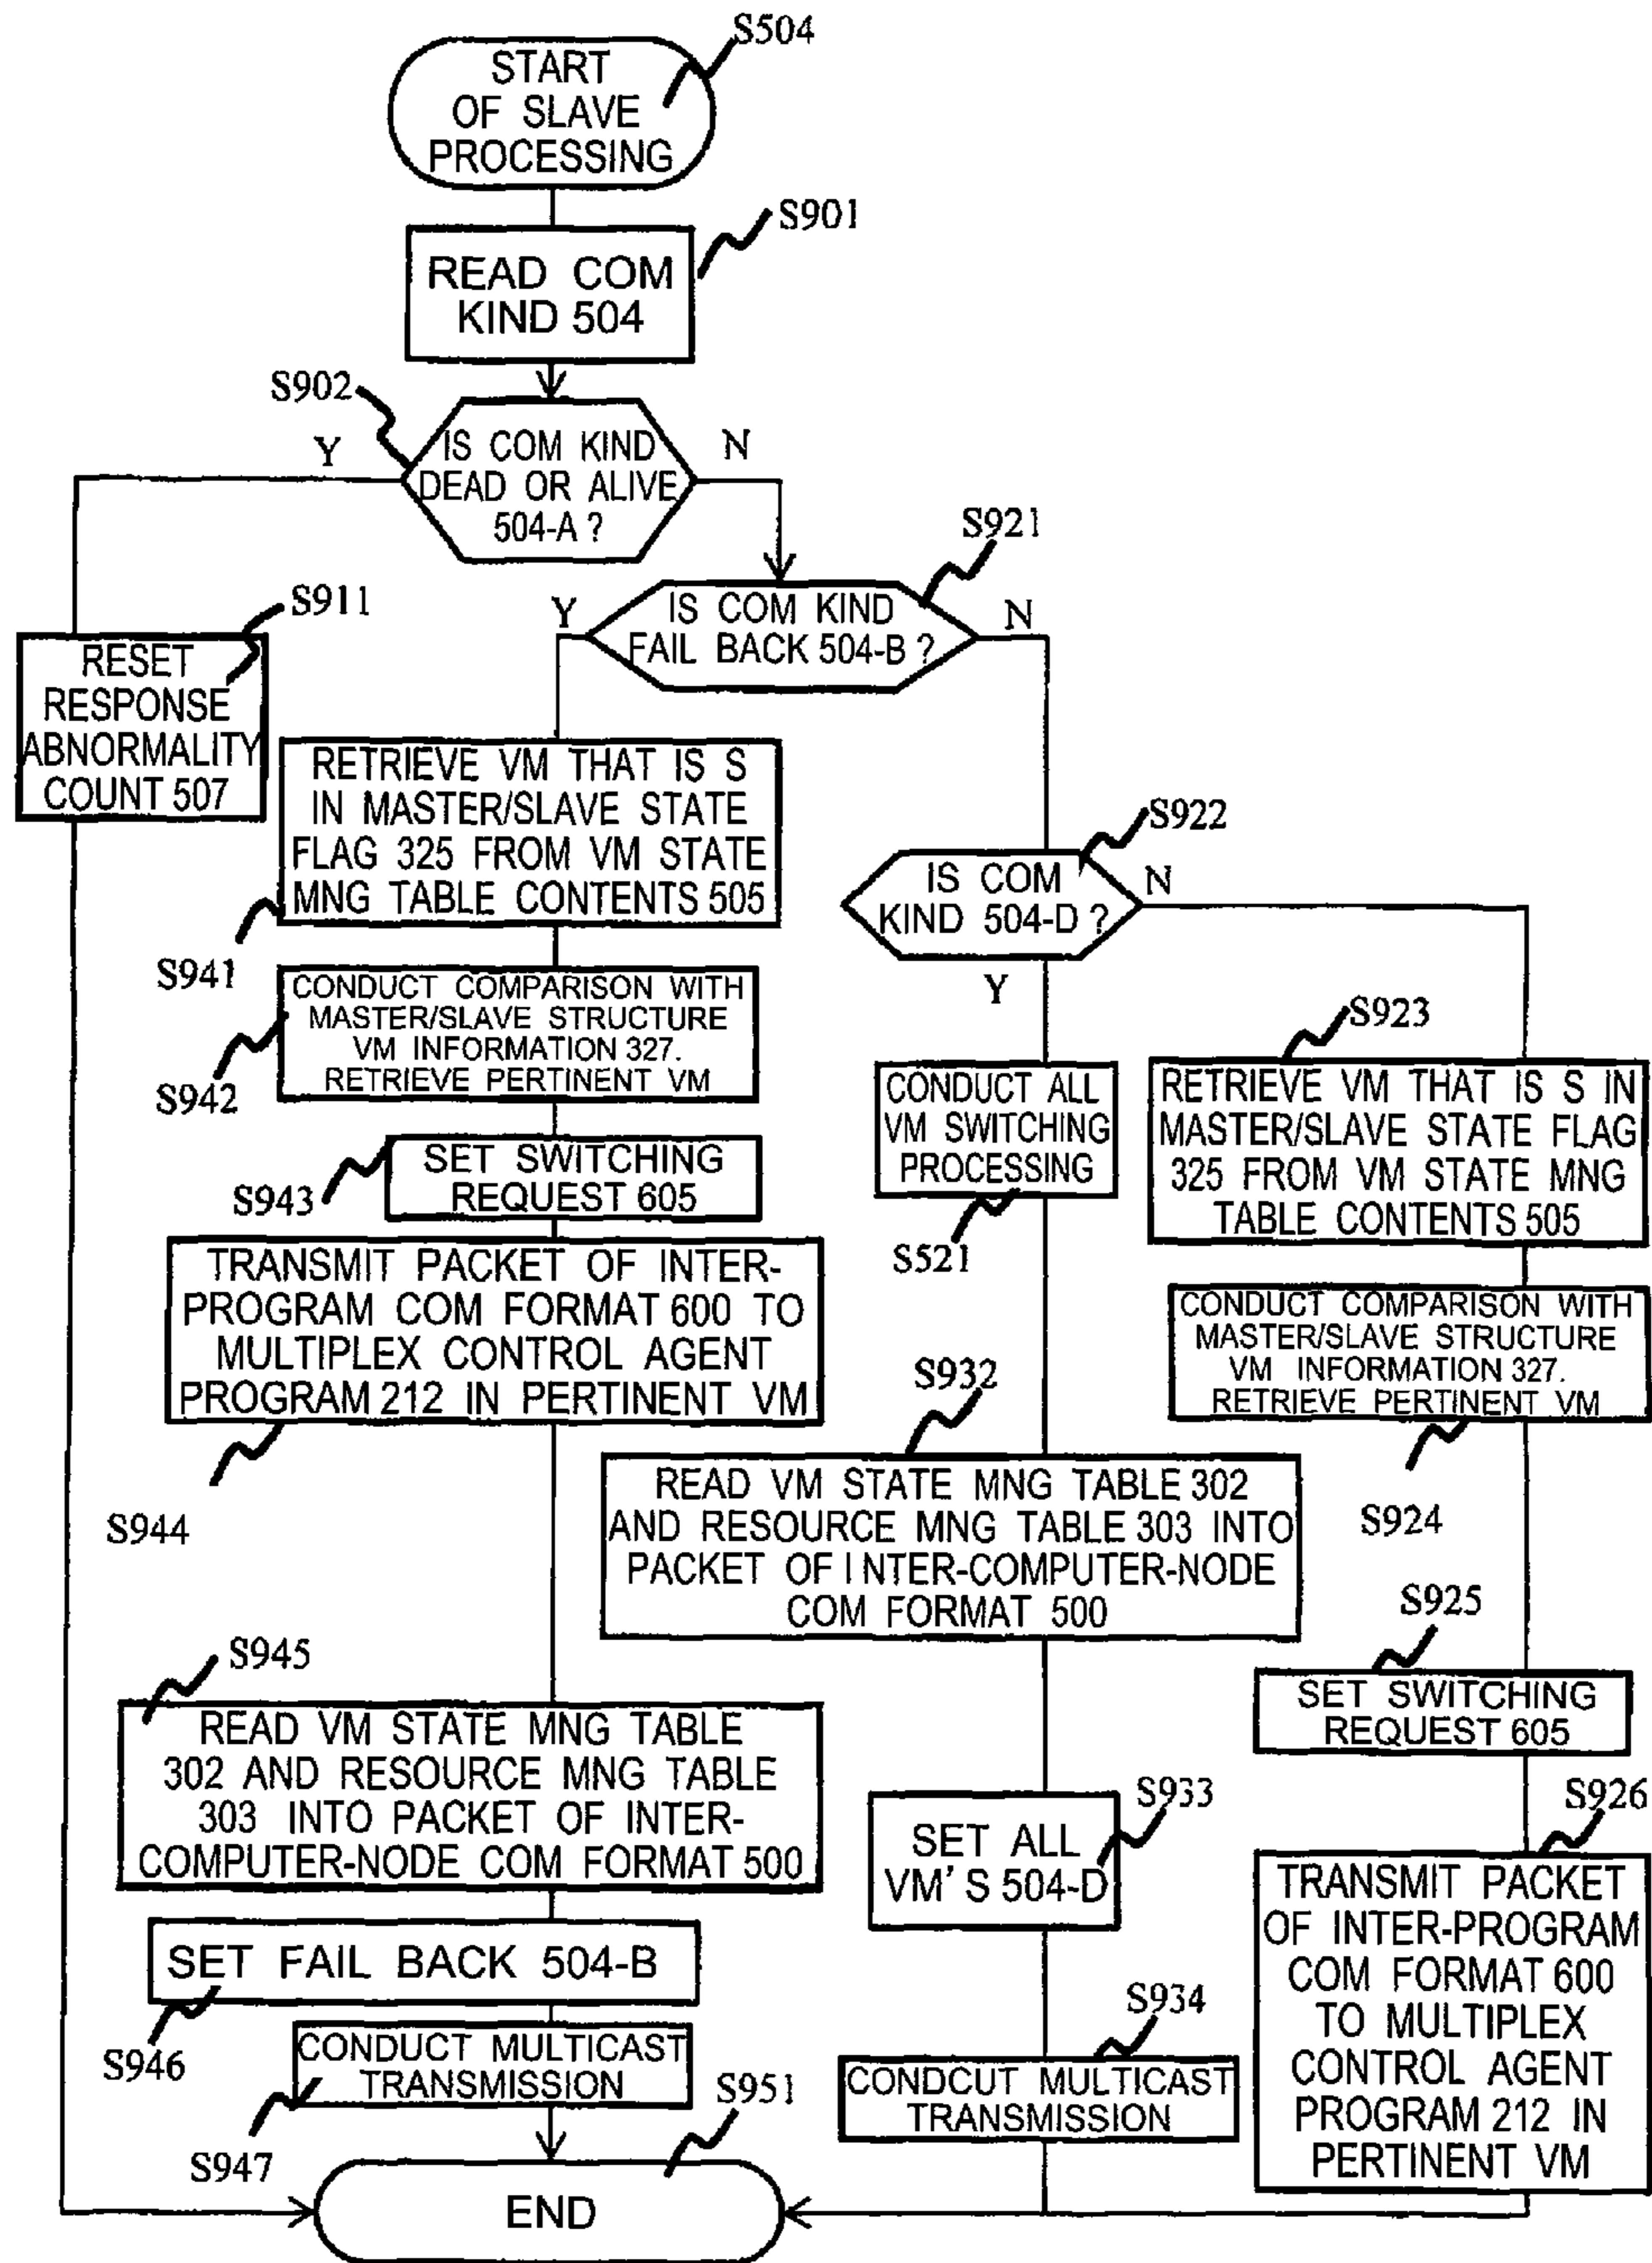 S504
START
OF SLAVE
PROCESSING
S901
READ COM
KIND 504
S902
Y
IS COM KIND
DEAD OR ALIVE
504-A ?
N
S921
Y
IS COM KIND
FAIL BACK 504-B ?
N
S911
RESET
RESPONSE
ABNORMALITY
COUNT 507
RETRIEVE VM THAT IS S
IN MASTER/SLAVE STATE
FLAG 325 FROM VM STATE
MNG TABLE CONTENTS 505
S941
S922
IS COM
KIND 504-D ?
N
Y
CONDUCT COMPARISON WITH
MASTER/SLAVE STRUCTURE
VM INFORMATION 327.
RETRIEVE PERTINENT VM
S942
CONDUCT ALL
VM SWITCHING
PROCESSING
S521
S923
RETRIEVE VM THAT IS S IN
MASTER/SLAVE STATE FLAG
325 FROM VM STATE MNG
TABLE CONTENTS 505
SET SWITCHING
REQUEST 605
S943
TRANSMIT PACKET OF INTER-
PROGRAM COM FORMAT 600 TO
MULTIPLEX CONTROL AGENT
PROGRAM 212 IN PERTINENT VM
S944
CONDUCT COMPARISON WITH
MASTER/SLAVE STRUCTURE
VM INFORMATION 327.
RETRIEVE PERTINENT VM
S924
S932
READ VM STATE MNG TABLE 302
AND RESOURCE MNG TABLE 303 INTO
PACKET OF INTER-COMPUTER-NODE
COM FORMAT 500
S925
SET SWITCHING
REQUEST 605
S945
READ VM STATE MNG TABLE
302 AND RESOURCE MNG TABLE
303 INTO PACKET OF INTER-
COMPUTER-NODE COM FORMAT 500
S933
SET ALL
VM'S 504-D
S926
TRANSMIT PACKET
OF INTER-PROGRAM
COM FORMAT 600
TO MULTIPLEX
CONTROL AGENT
PROGRAM 212 IN
PERTINENT VM
SET FAIL BACK 504-B
S946
CONDUCT MULTICAST
TRANSMISSION
S947
S934
CONDCUT MULTICAST
TRANSMISSION
S951
END